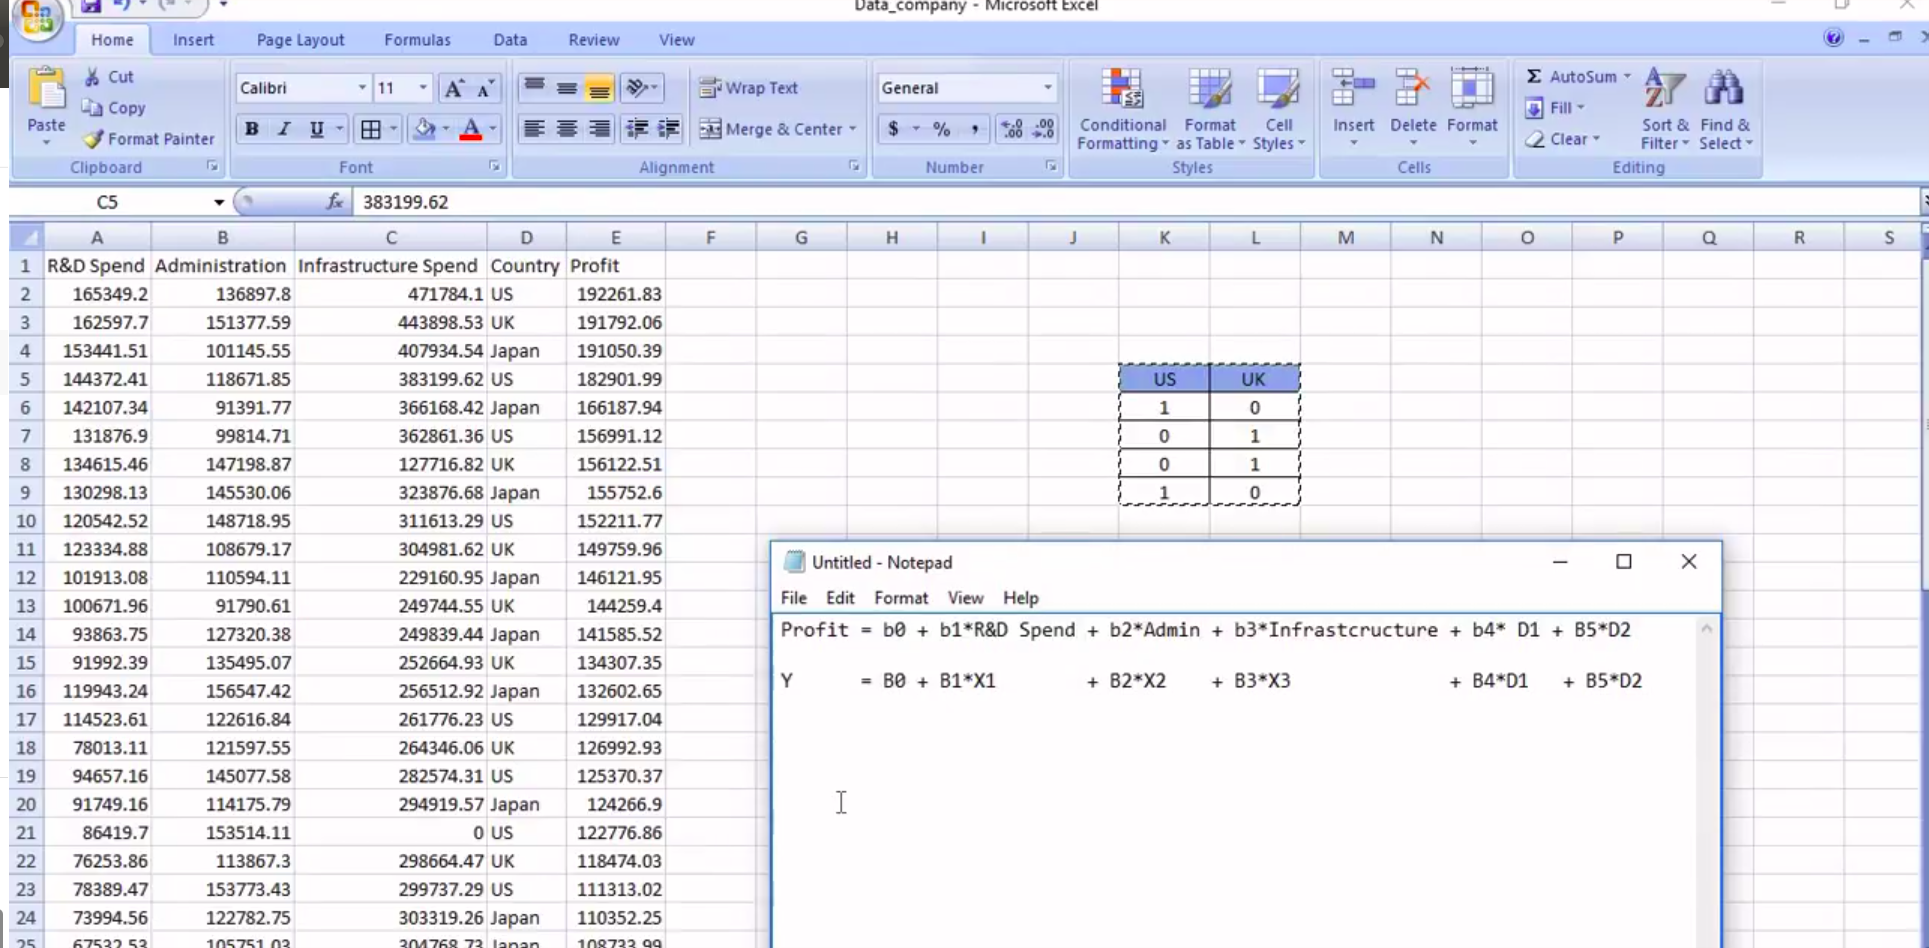 Data_company - Microsoft Excel
Home Insert Page Layout Formulas Data Review View
Cut
Copy
Format Painter
Paste
Clipboard
Calibri 11
B I U
Font
Wrap Text
Merge & Center
Alignment
General
$ % ,
Number
Conditional Formatting
Format as Table
Cell Styles
Styles
Insert Delete Format
Cells
AutoSum
Fill
Clear
Sort & Filter
Find & Select
Editing
C5 fx 383199.62
A B C D E F G H I J K L M N O P Q R S
1 R&D Spend Administration Infrastructure Spend Country Profit
2 165349.2 136897.8 471784.1 US 192261.83
3 162597.7 151377.59 443898.53 UK 191792.06
4 153441.51 101145.55 407934.54 Japan 191050.39
5 144372.41 118671.85 383199.62 US 182901.99 US UK
6 142107.34 91391.77 366168.42 Japan 166187.94 1 0
7 131876.9 99814.71 362861.36 US 156991.12 0 1
8 134615.46 147198.87 127716.82 UK 156122.51 0 1
9 130298.13 145530.06 323876.68 Japan 155752.6 1 0
10 120542.52 148718.95 311613.29 US 152211.77
11 123334.88 108679.17 304981.62 UK 149759.96
12 101913.08 110594.11 229160.95 Japan 146121.95
13 100671.96 91790.61 249744.55 UK 144259.4
14 93863.75 127320.38 249839.44 Japan 141585.52
15 91992.39 135495.07 252664.93 UK 134307.35
16 119943.24 156547.42 256512.92 Japan 132602.65
17 114523.61 122616.84 261776.23 US 129917.04
18 78013.11 121597.55 264346.06 UK 126992.93
19 94657.16 145077.58 282574.31 US 125370.37
20 91749.16 114175.79 294919.57 Japan 124266.9
21 86419.7 153514.11 0 US 122776.86
22 76253.86 113867.3 298664.47 UK 118474.03
23 78389.47 153773.43 299737.29 US 111313.02
24 73994.56 122782.75 303319.26 Japan 110352.25
25 67532.53 105751.03 304768.73 Japan 108733.99
Untitled - Notepad
File Edit Format View Help
Profit = b0 + b1*R&D Spend + b2*Admin + b3*Infrastcructure + b4* D1 + B5*D2
Y = B0 + B1*X1 + B2*X2 + B3*X3 + B4*D1 + B5*D2